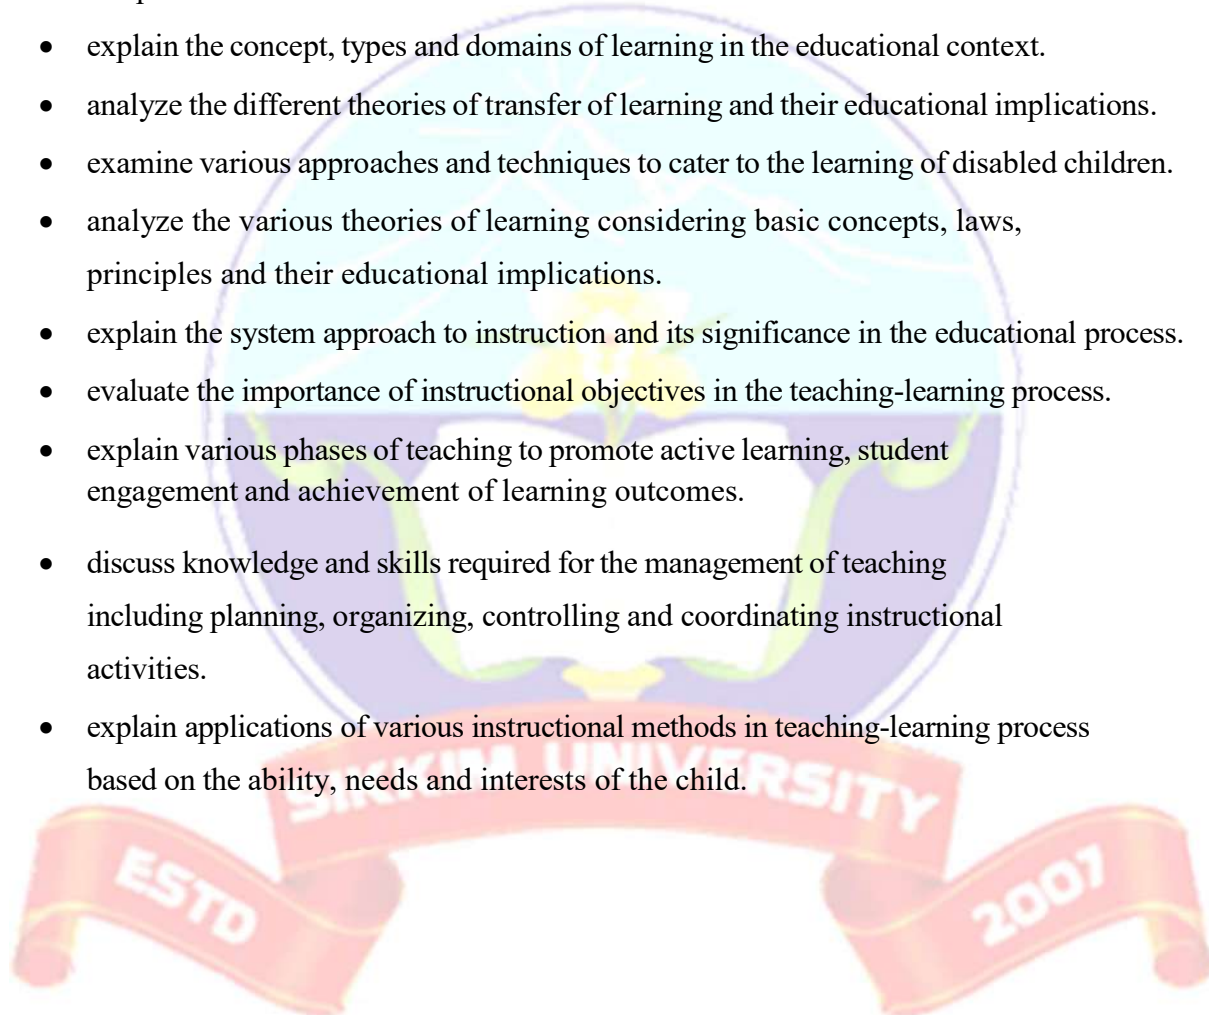 • explain the concept, types and domains of learning in the educational context.
• analyze the different theories of transfer of learning and their educational implications.
• examine various approaches and techniques to cater to the learning of disabled children.
• analyze the various theories of learning considering basic concepts, laws,
principles and their educational implications.
• explain the system approach to instruction and its significance in the educational process.
• evaluate the importance of instructional objectives in the teaching-learning process.
• explain various phases of teaching to promote active learning, student
engagement and achievement of learning outcomes.
• discuss knowledge and skills required for the management of teaching
including planning, organizing, controlling and coordinating instructional
activities.
• explain applications of various instructional methods in teaching-learning process
based on the ability, needs and interests of the child.
SIKKIM UNIVERSITY
ESTD
2007